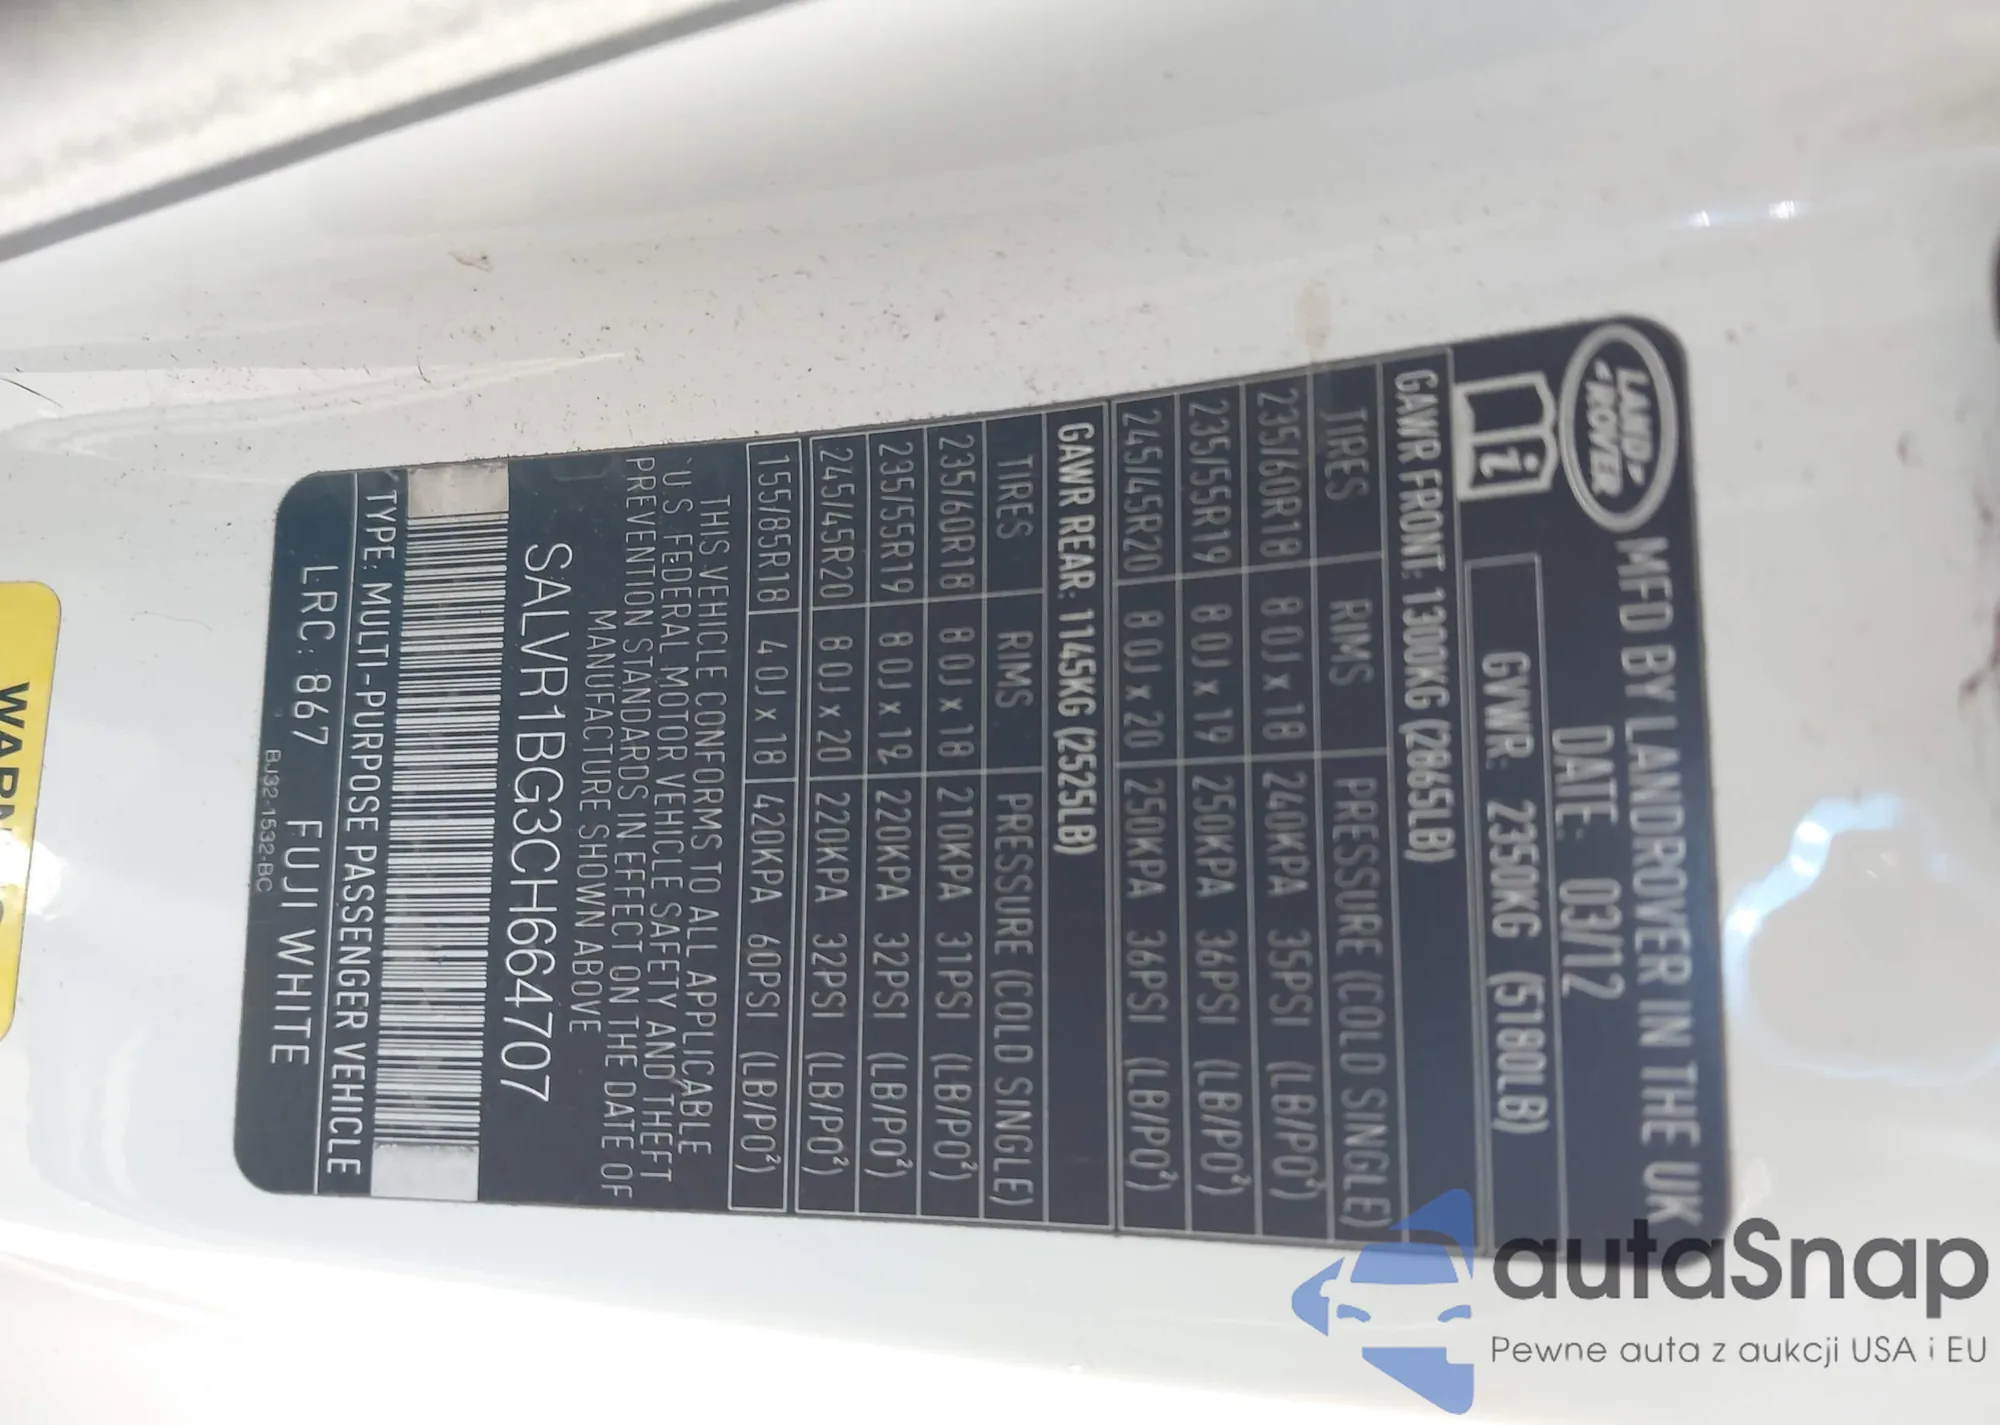 LAND-
-ROVER
MFD BY LANDROVER IN THE UK
DATE: 03/12
i
GVWR: 2350KG (5180LB)
GAWR FRONT: 1300KG (2865LB)
TIRES RIMS PRESSURE (COLD SINGLE)
235/60R18 8.0J x 18 240KPA 35PSI (LB/PO²)
235/55R19 8.0J x 19 250KPA 36PSI (LB/PO²)
245/45R20 8.0J x 20 250KPA 36PSI (LB/PO²)
GAWR REAR: 1145KG (2525LB)
TIRES RIMS PRESSURE (COLD SINGLE)
235/60R18 8.0J x 18 210KPA 31PSI (LB/PO²)
235/55R19 8.0J x 19 220KPA 32PSI (LB/PO²)
245/45R20 8.0J x 20 220KPA 32PSI (LB/PO²)
155/85R18 4.0J x 18 420KPA 60PSI (LB/PO²)
THIS VEHICLE CONFORMS TO ALL APPLICABLE
U.S. FEDERAL MOTOR VEHICLE SAFETY AND THEFT
PREVENTION STANDARDS IN EFFECT ON THE DATE OF
MANUFACTURE SHOWN ABOVE
SALVR1BG3CH664707
TYPE: MULTI-PURPOSE PASSENGER VEHICLE
LRC: 867 FUJI WHITE
BJ32-1532-BC
autaSnap
Pewne auta z aukcji USA i EU